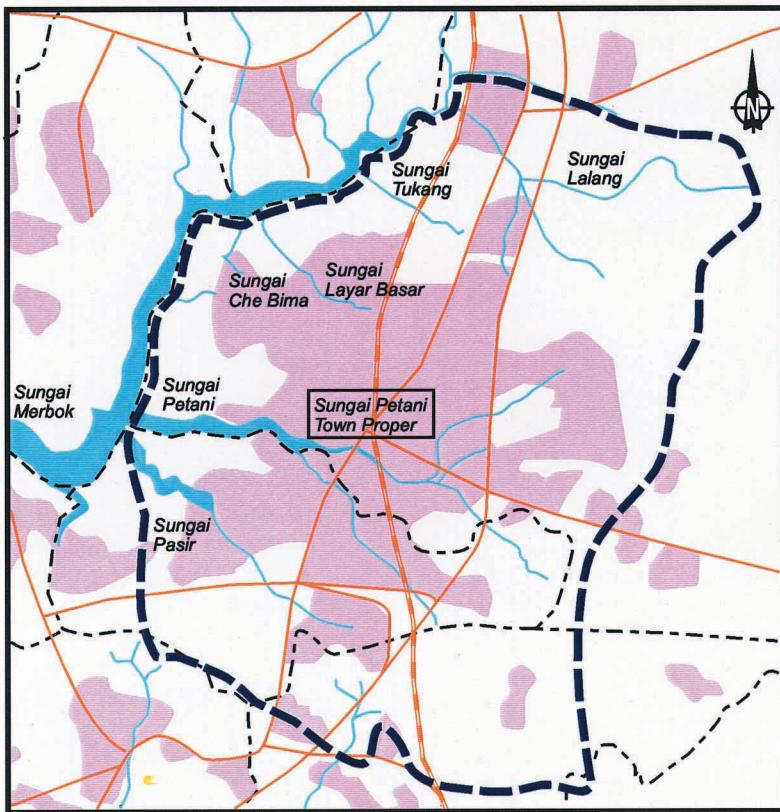 N
Sungai
Tukang
Sungai
Lalang
Sungai
Che Bima
Sungai
Layar Basar
Sungai
Merbok
Sungai
Petani
Sungai Petani
Town Proper
Sungai
Pasir